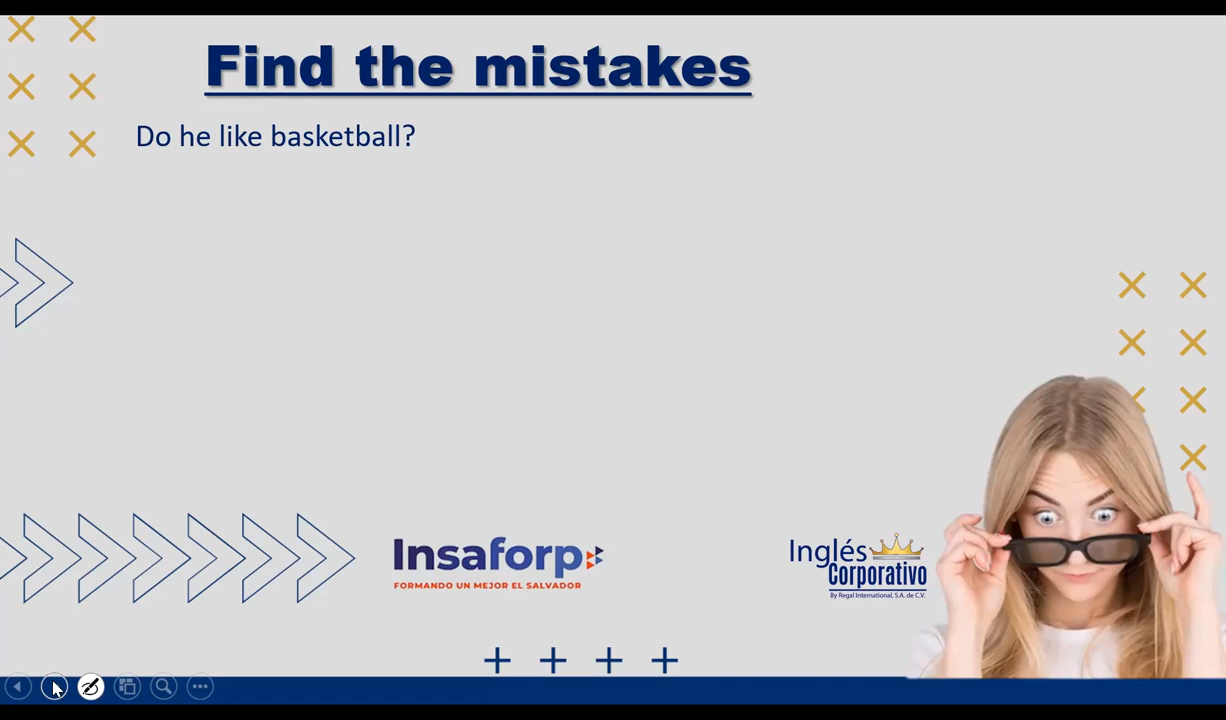 Find the mistakes
Do he like basketball?
Insaforp
FORMANDO UN MEJOR EL SALVADOR
Inglés
Corporativo
By Regal International, S.A. de C.V.